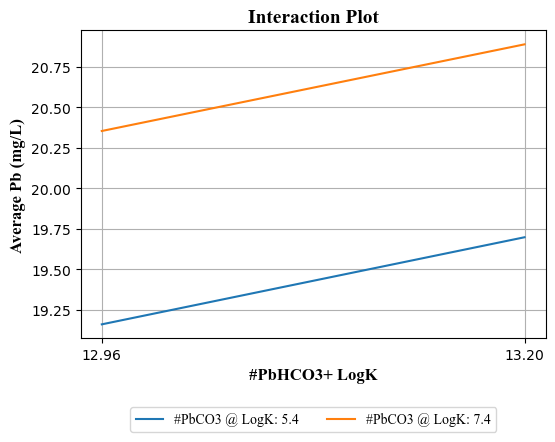 Interaction Plot
Average Pb (mg/L)
20.75
20.50
20.25
20.00
19.75
19.50
19.25
12.96 13.20
#PbHCO3+ LogK
#PbCO3 @ LogK: 5.4 #PbCO3 @ LogK: 7.4